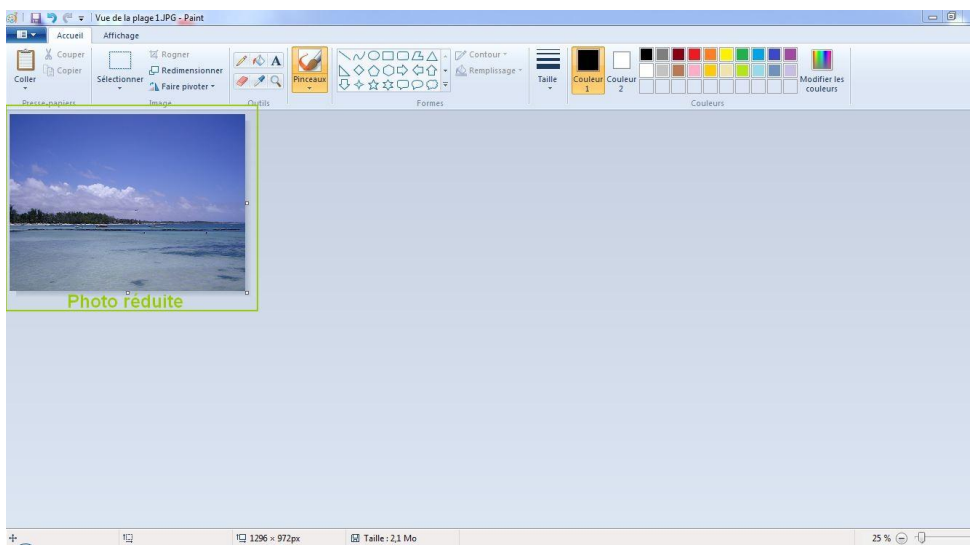 Vue de la plage 1.JPG - Paint
Accueil Affichage
Coller
Couper
Copier
Presse-papiers
Sélectionner
Rogner
Redimensionner
Faire pivoter
Image
A
Outils
Pinceaux
Contour
Remplissage
Formes
Taille
Couleur 1
Couleur 2
Modifier les couleurs
Couleurs
Photo réduite
1296 × 972px
Taille : 2,1 Mo
25 %